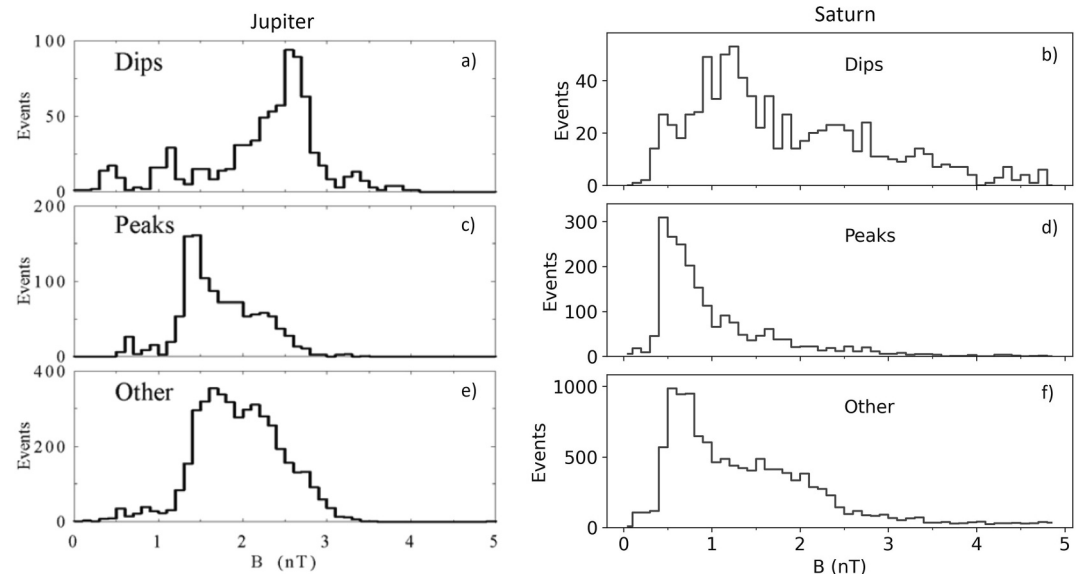 Jupiter
Saturn
100
50
0
Events
Dips
a)
40
20
0
Events
Dips
b)
200
100
0
Events
Peaks
c)
300
200
100
0
Events
Peaks
d)
400
200
0
Events
Other
e)
1000
500
0
Events
Other
f)
0 1 2 3 4 5
B (nT)
0 1 2 3 4 5
B (nT)